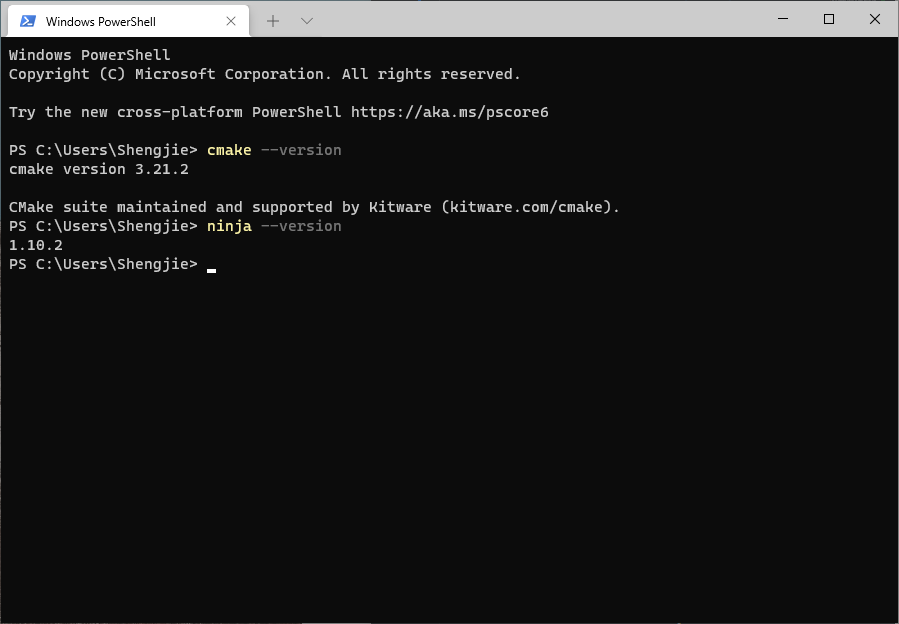 Windows PowerShell
Windows PowerShell
Copyright (C) Microsoft Corporation. All rights reserved.
Try the new cross-platform PowerShell https://aka.ms/pscore6
PS C:\Users\Shengjie> cmake --version
cmake version 3.21.2
CMake suite maintained and supported by Kitware (kitware.com/cmake).
PS C:\Users\Shengjie> ninja --version
1.10.2
PS C:\Users\Shengjie>